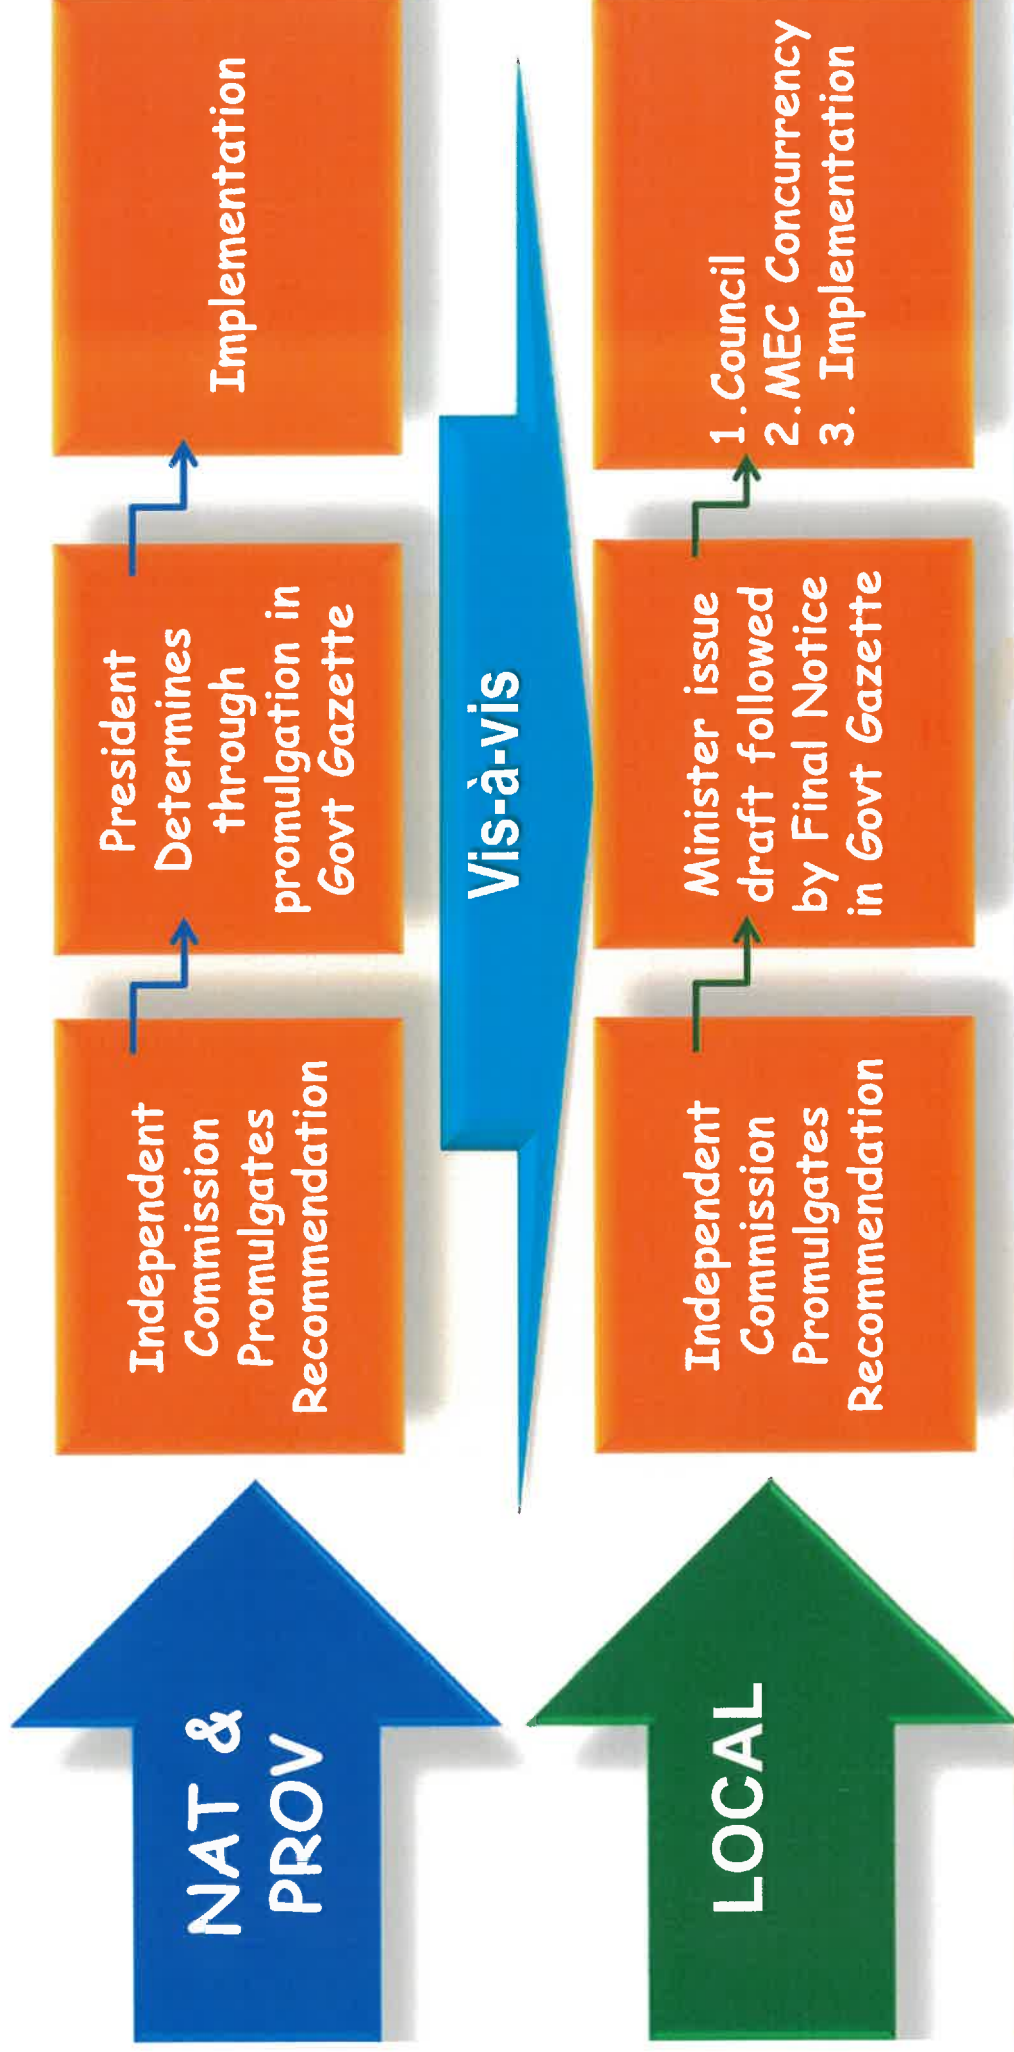 NAT &
PROV
Independent
Commission
Promulgates
Recommendation
President
Determines
through
promulgation in
Govt Gazette
Implementation
Vis-à-vis
LOCAL
Independent
Commission
Promulgates
Recommendation
Minister issue
draft followed
by Final Notice
in Govt Gazette
1.Council
2.MEC Concurrency
3. Implementation